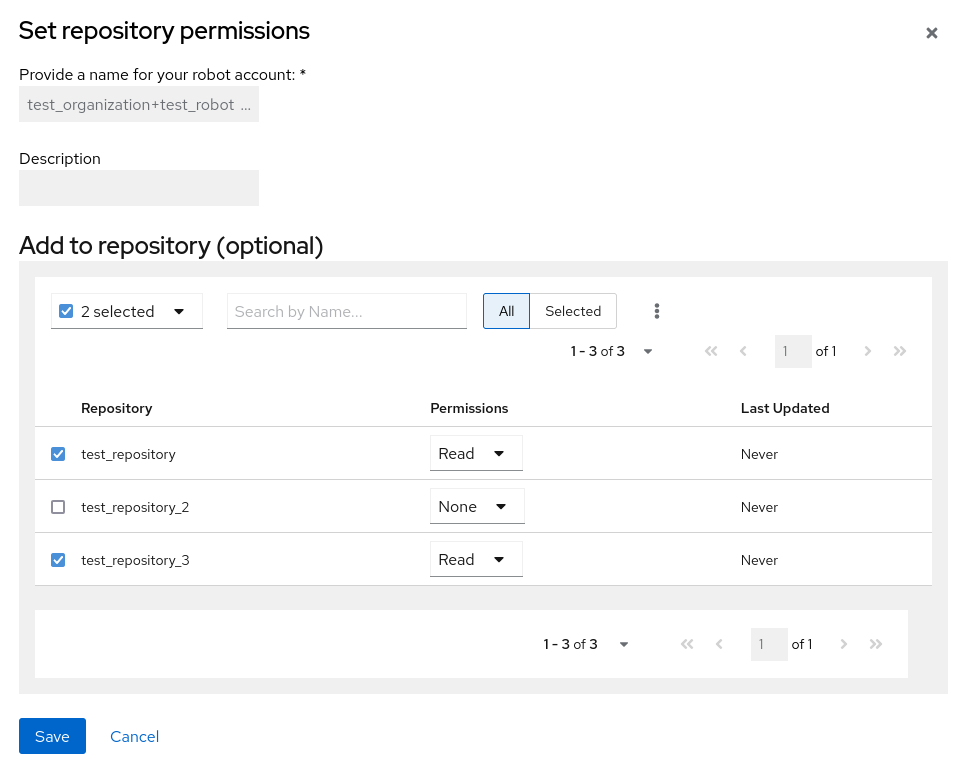 Set repository permissions
Provide a name for your robot account: *
test_organization+test_robot ...
Description
Add to repository (optional)
2 selected Search by Name... All Selected
1 - 3 of 3 1 of 1
Repository Permissions Last Updated
test_repository Read Never
test_repository_2 None Never
test_repository_3 Read Never
1 - 3 of 3 1 of 1
Save Cancel